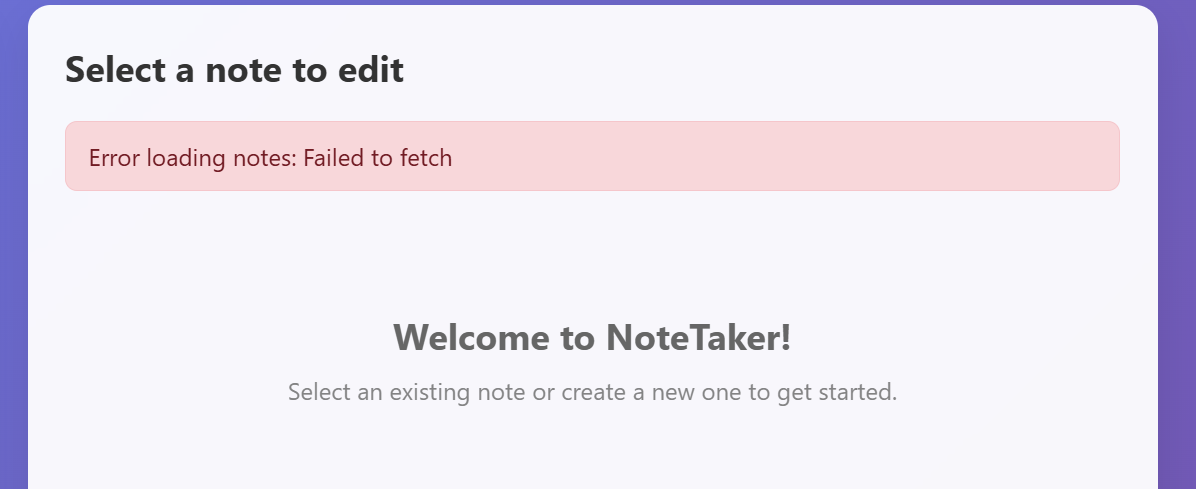 Select a note to edit
Error loading notes: Failed to fetch
Welcome to NoteTaker!
Select an existing note or create a new one to get started.